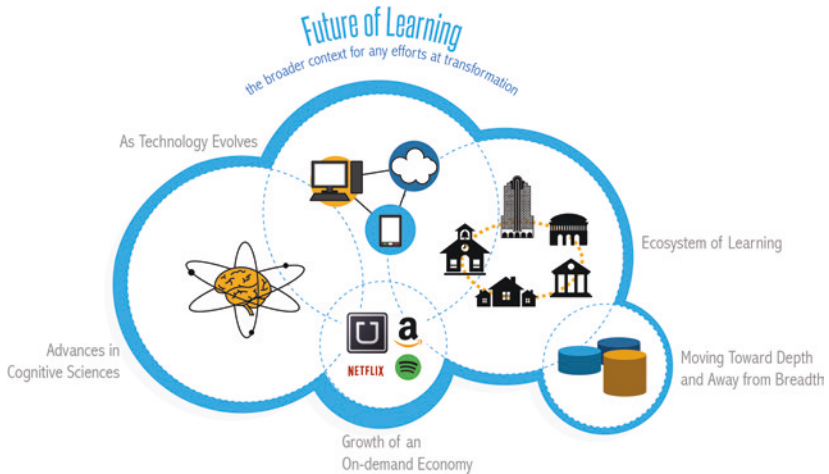 Future of Learning
the broader context for any efforts at transformation
As Technology Evolves
Ecosystem of Learning
Advances in
Cognitive Sciences
U
a
NETFLIX
Moving Toward Depth
and Away from Breadth
Growth of an
On-demand Economy